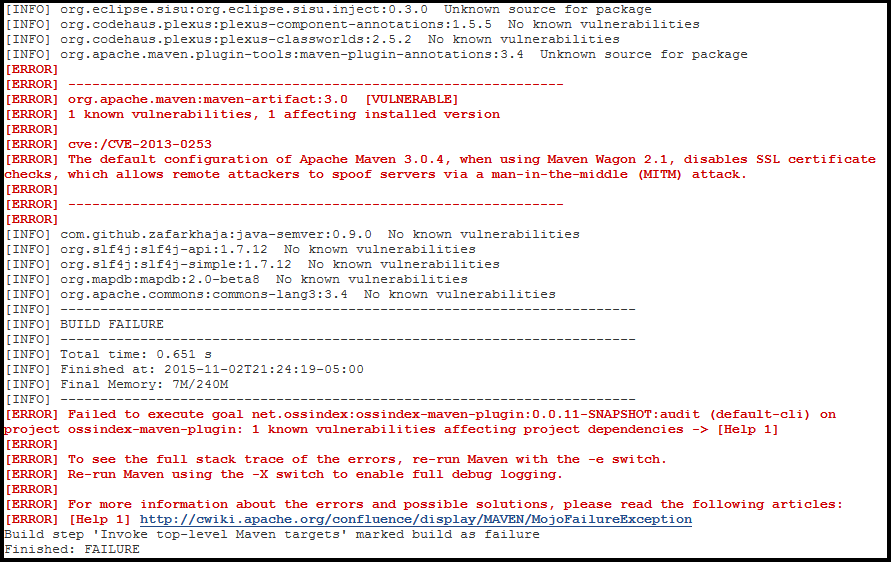 [INFO] org.eclipse.sisu:org.eclipse.sisu.inject:0.3.0  Unknown source for package
[INFO] org.codehaus.plexus:plexus-component-annotations:1.5.5  No known vulnerabilities
[INFO] org.codehaus.plexus:plexus-classworlds:2.5.2  No known vulnerabilities
[INFO] org.apache.maven.plugin-tools:maven-plugin-annotations:3.4  Unknown source for package
[ERROR]
[ERROR] --------------------------------------------------------------
[ERROR] org.apache.maven:maven-artifact:3.0  [VULNERABLE]
[ERROR] 1 known vulnerabilities, 1 affecting installed version
[ERROR]
[ERROR] cve:/CVE-2013-0253
[ERROR] The default configuration of Apache Maven 3.0.4, when using Maven Wagon 2.1, disables SSL certificate
checks, which allows remote attackers to spoof servers via a man-in-the-middle (MITM) attack.
[ERROR]
[ERROR] --------------------------------------------------------------
[ERROR]
[INFO] com.github.zafarkhaja:java-semver:0.9.0  No known vulnerabilities
[INFO] org.slf4j:slf4j-api:1.7.12  No known vulnerabilities
[INFO] org.slf4j:slf4j-simple:1.7.12  No known vulnerabilities
[INFO] org.mapdb:mapdb:2.0-beta8  No known vulnerabilities
[INFO] org.apache.commons:commons-lang3:3.4  No known vulnerabilities
[INFO] ------------------------------------------------------------------------
[INFO] BUILD FAILURE
[INFO] ------------------------------------------------------------------------
[INFO] Total time: 0.651 s
[INFO] Finished at: 2015-11-02T21:24:19-05:00
[INFO] Final Memory: 7M/240M
[INFO] ------------------------------------------------------------------------
[ERROR] Failed to execute goal net.ossindex:ossindex-maven-plugin:0.0.11-SNAPSHOT:audit (default-cli) on
project ossindex-maven-plugin: 1 known vulnerabilities affecting project dependencies -> [Help 1]
[ERROR]
[ERROR] To see the full stack trace of the errors, re-run Maven with the -e switch.
[ERROR] Re-run Maven using the -X switch to enable full debug logging.
[ERROR]
[ERROR] For more information about the errors and possible solutions, please read the following articles:
[ERROR] [Help 1] http://cwiki.apache.org/confluence/display/MAVEN/MojoFailureException
Build step 'Invoke top-level Maven targets' marked build as failure
Finished: FAILURE